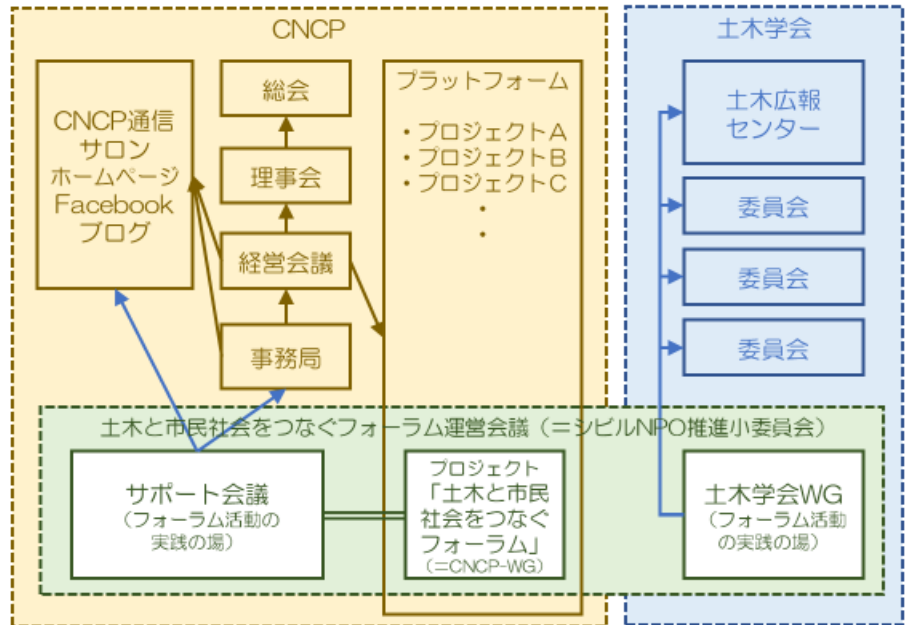 CNCP
CNCP通信
サロン
ホームページ
Facebook
ブログ
総会
理事会
経営会議
事務局
プラットフォーム
・プロジェクトA
・プロジェクトB
・プロジェクトC
・
・
土木学会
土木広報
センター
委員会
委員会
委員会
土木と市民社会をつなぐフォーラム運営会議（＝シビルNPO推進小委員会）
サポート会議
（フォーラム活動の
実践の場）
プロジェクト
「土木と市民
社会をつなぐ
フォーラム」
（＝CNCP-WG）
土木学会WG
（フォーラム活動
の実践の場）